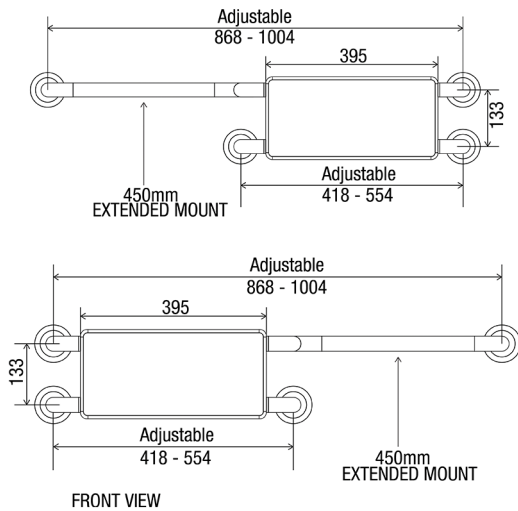 Adjustable
868 - 1004
395
133
Adjustable
418 - 554
450mm
EXTENDED MOUNT
Adjustable
868 - 1004
395
133
Adjustable
418 - 554
450mm
EXTENDED MOUNT
FRONT VIEW